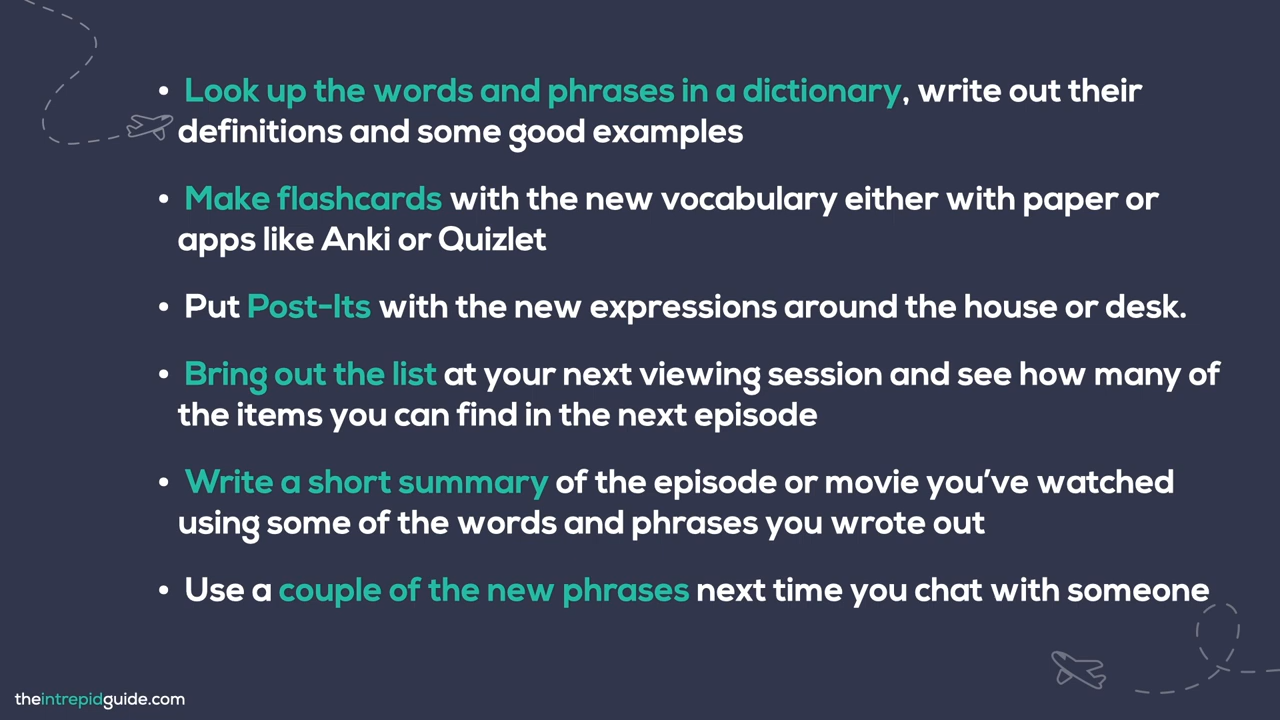 • Look up the words and phrases in a dictionary, write out their
definitions and some good examples
• Make flashcards with the new vocabulary either with paper or
apps like Anki or Quizlet
• Put Post-Its with the new expressions around the house or desk.
• Bring out the list at your next viewing session and see how many of
the items you can find in the next episode
• Write a short summary of the episode or movie you've watched
using some of the words and phrases you wrote out
• Use a couple of the new phrases next time you chat with someone
theintrepidguide.com